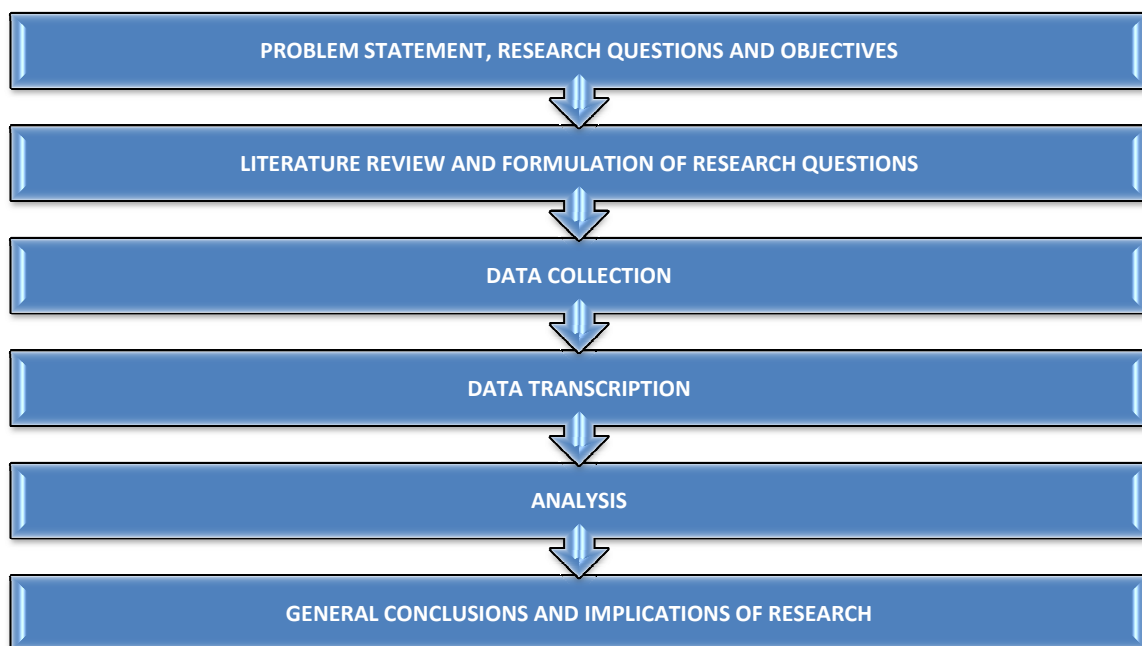 PROBLEM STATEMENT, RESEARCH QUESTIONS AND OBJECTIVES
LITERATURE REVIEW AND FORMULATION OF RESEARCH QUESTIONS
DATA COLLECTION
DATA TRANSCRIPTION
ANALYSIS
GENERAL CONCLUSIONS AND IMPLICATIONS OF RESEARCH